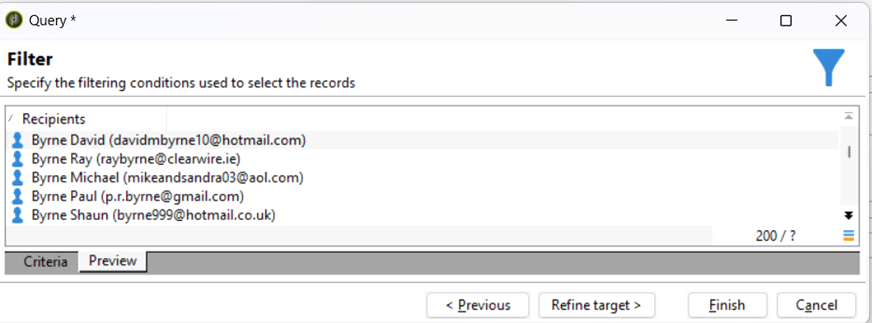 Query *
Filter
Specify the filtering conditions used to select the records
Recipients
Byrne David (davidmbyrne10@hotmail.com)
Byrne Ray (raybyrne@clearwire.ie)
Byrne Michael (mikeandsandra03@aol.com)
Byrne Paul (p.r.byrne@gmail.com)
Byrne Shaun (byrne999@hotmail.co.uk)
200 / ?
Criteria Preview
< Previous Refine target > Finish Cancel